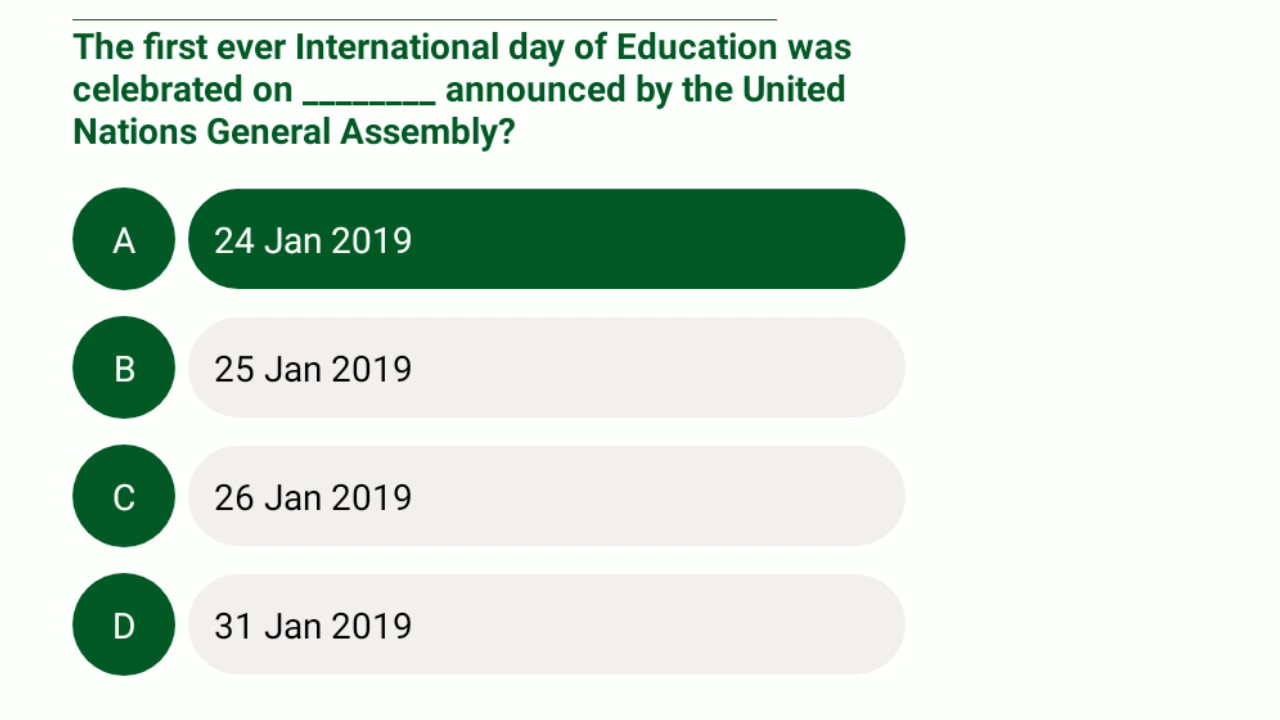 The first ever International day of Education was
celebrated on ________ announced by the United
Nations General Assembly?
A 24 Jan 2019
B 25 Jan 2019
C 26 Jan 2019
D 31 Jan 2019